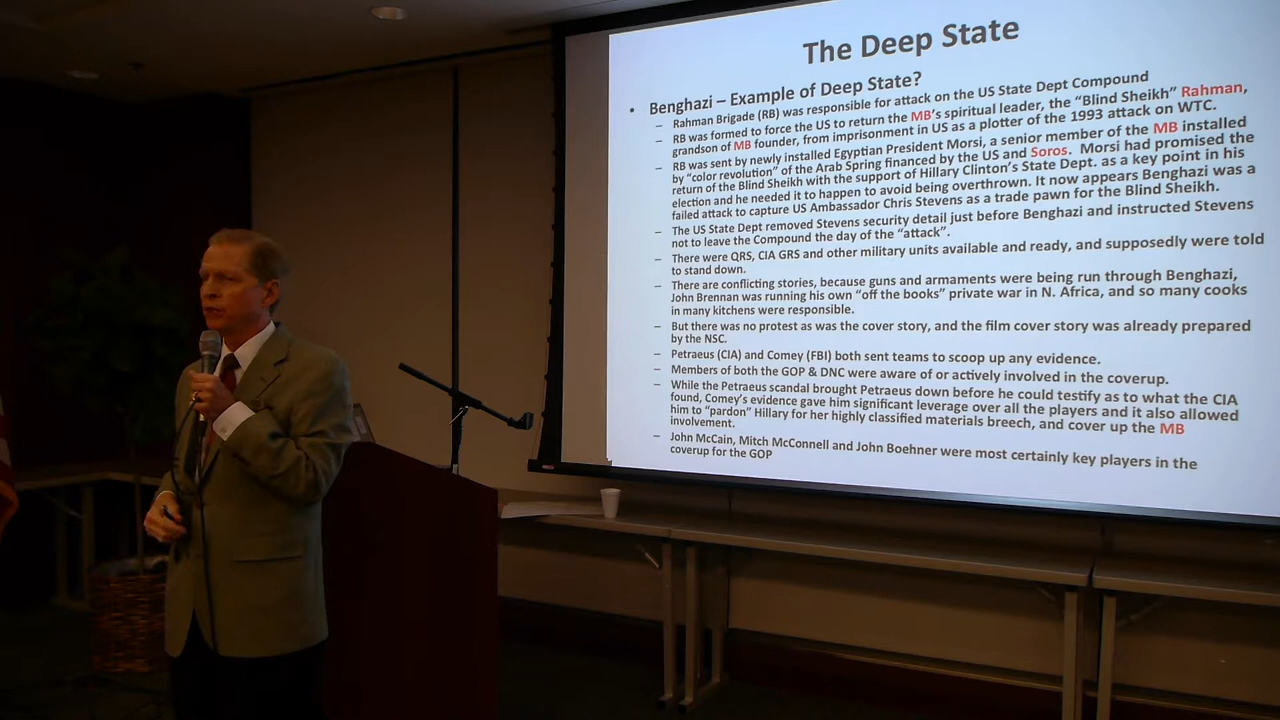 The Deep State
• Benghazi – Example of Deep State?
– Rahman Brigade (RB) was responsible for attack on the US State Dept Compound
– RB was formed to force the US to return the MB's spiritual leader, the "Blind Sheikh" Rahman,
grandson of MB founder, from imprisonment in US as a plotter of the 1993 attack on WTC.
– RB was sent by newly installed Egyptian President Morsi, a senior member of the MB installed
by "color revolution" of the Arab Spring financed by the US and Soros. Morsi had promised the
return of the Blind Sheikh with the support of Hillary Clinton's State Dept. as a key point in his
election and he needed it to happen to avoid being overthrown. It now appears Benghazi was a
failed attack to capture US Ambassador Chris Stevens as a trade pawn for the Blind Sheikh.
– The US State Dept removed Stevens security detail just before Benghazi and instructed Stevens
not to leave the Compound the day of the "attack".
– There were QRS, CIA GRS and other military units available and ready, and supposedly were told
to stand down.
– There are conflicting stories, because guns and armaments were being run through Benghazi,
John Brennan was running his own "off the books" private war in N. Africa, and so many cooks
in many kitchens were responsible.
– But there was no protest as was the cover story, and the film cover story was already prepared
by the NSC.
– Petraeus (CIA) and Comey (FBI) both sent teams to scoop up any evidence.
– Members of both the GOP & DNC were aware of or actively involved in the coverup.
– While the Petraeus scandal brought Petraeus down before he could testify as to what the CIA
found, Comey's evidence gave him significant leverage over all the players and it also allowed
him to "pardon" Hillary for her highly classified materials breech, and cover up the MB
involvement.
– John McCain, Mitch McConnell and John Boehner were most certainly key players in the
coverup for the GOP